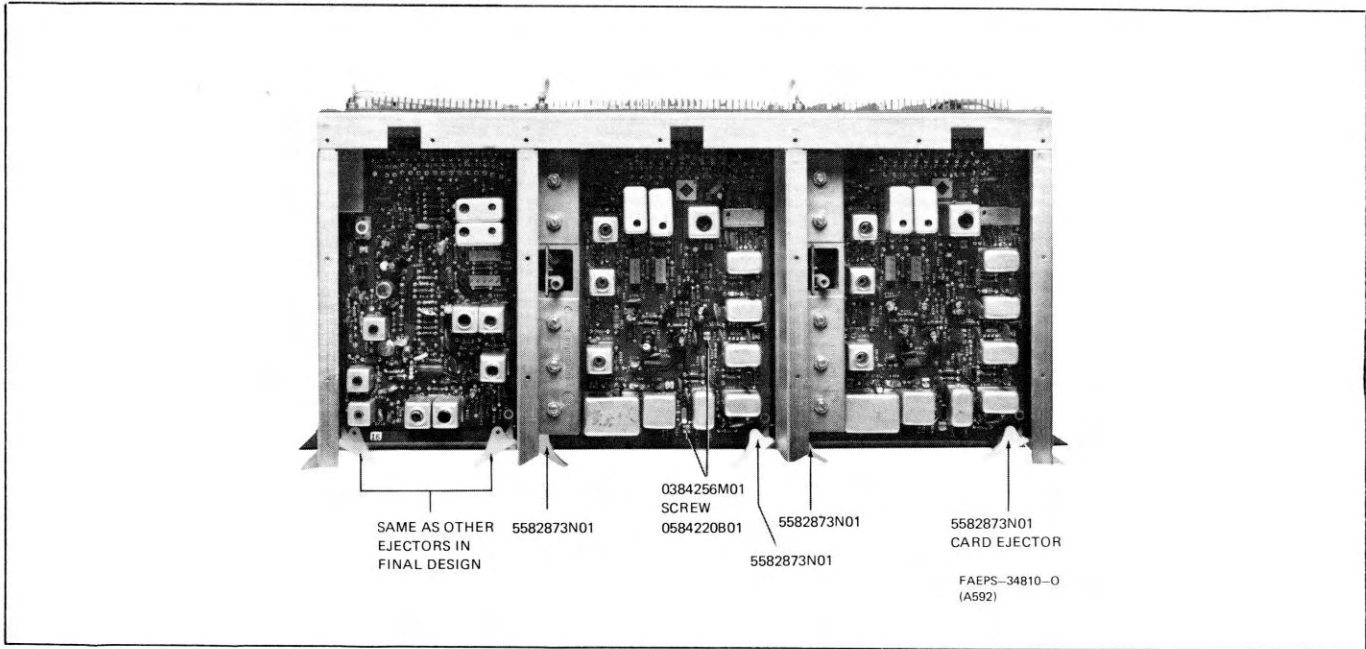 16
SAME AS OTHER
EJECTORS IN
FINAL DESIGN
5582873N01
0384256M01
SCREW
0584220B01
5582873N01
5582873N01
5582873N01
CARD EJECTOR
FAEPS–34810–O
(A592)